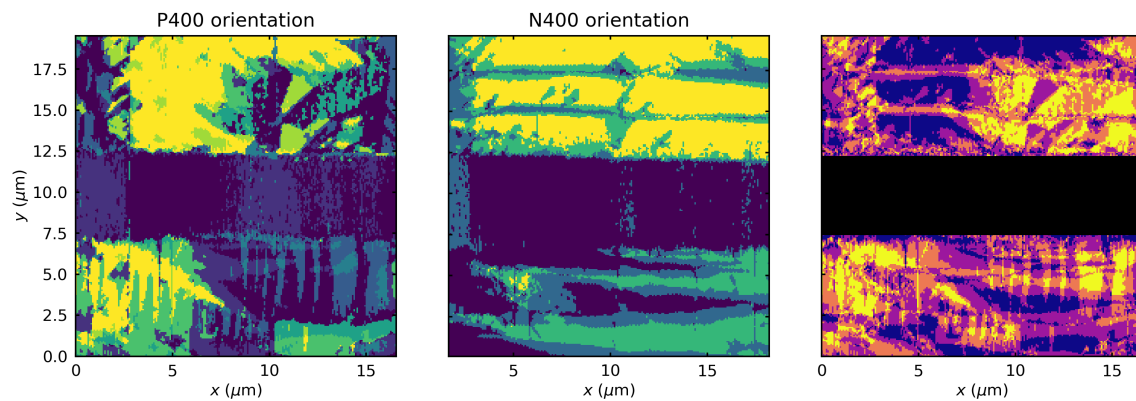 P400 orientation
N400 orientation
17.5
15.0
12.5
10.0
7.5
5.0
2.5
0.0
y (μm)
0 5 10 15
x (μm)
5 10 15
x (μm)
0 5 10 15
x (μm)